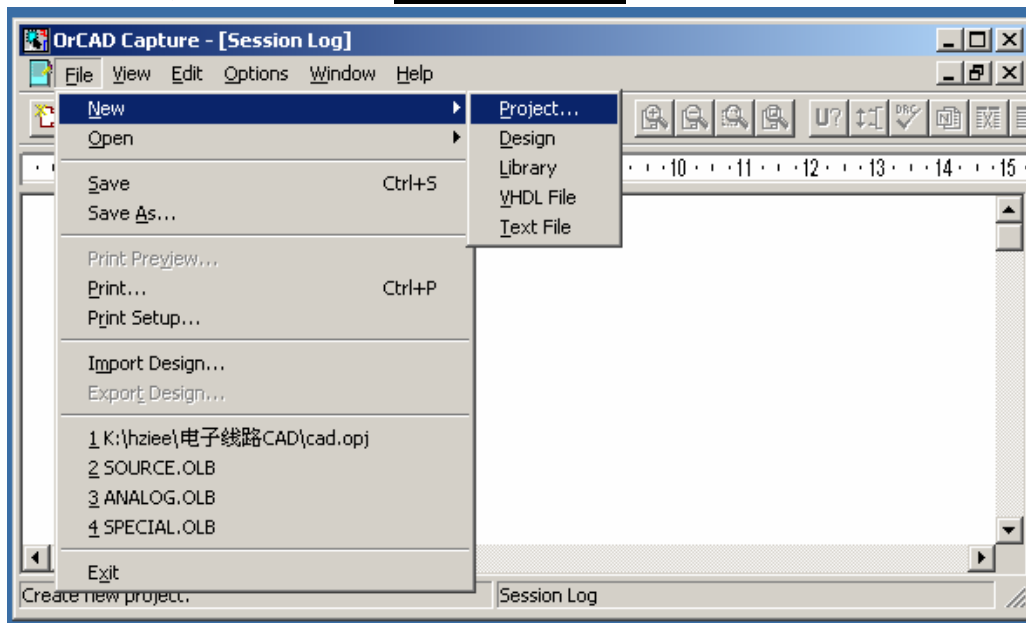 OrCAD Capture - [Session Log]
File View Edit Options Window Help
New
Open
Save Ctrl+S
Save As...
Print Preview...
Print... Ctrl+P
Print Setup...
Import Design...
Export Design...
1 K:\hziee\电子线路CAD\cad.opj
2 SOURCE.OLB
3 ANALOG.OLB
4 SPECIAL.OLB
Exit
Project...
Design
Library
VHDL File
Text File
U? DRC
10 11 12 13 14 15
Create new project.
Session Log